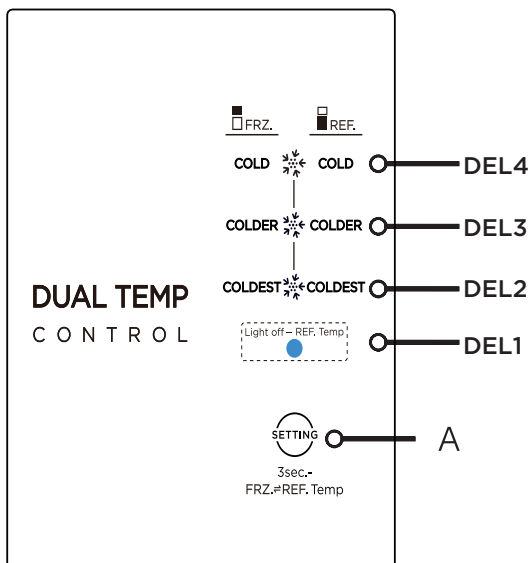 FRZ. REF.
COLD COLD DEL4
COLDER COLDER DEL3
COLDEST COLDEST DEL2
DUAL TEMP
CONTROL
Light off – REF. Temp
DEL1
SETTING A
3sec.-
FRZ.⇌REF. Temp